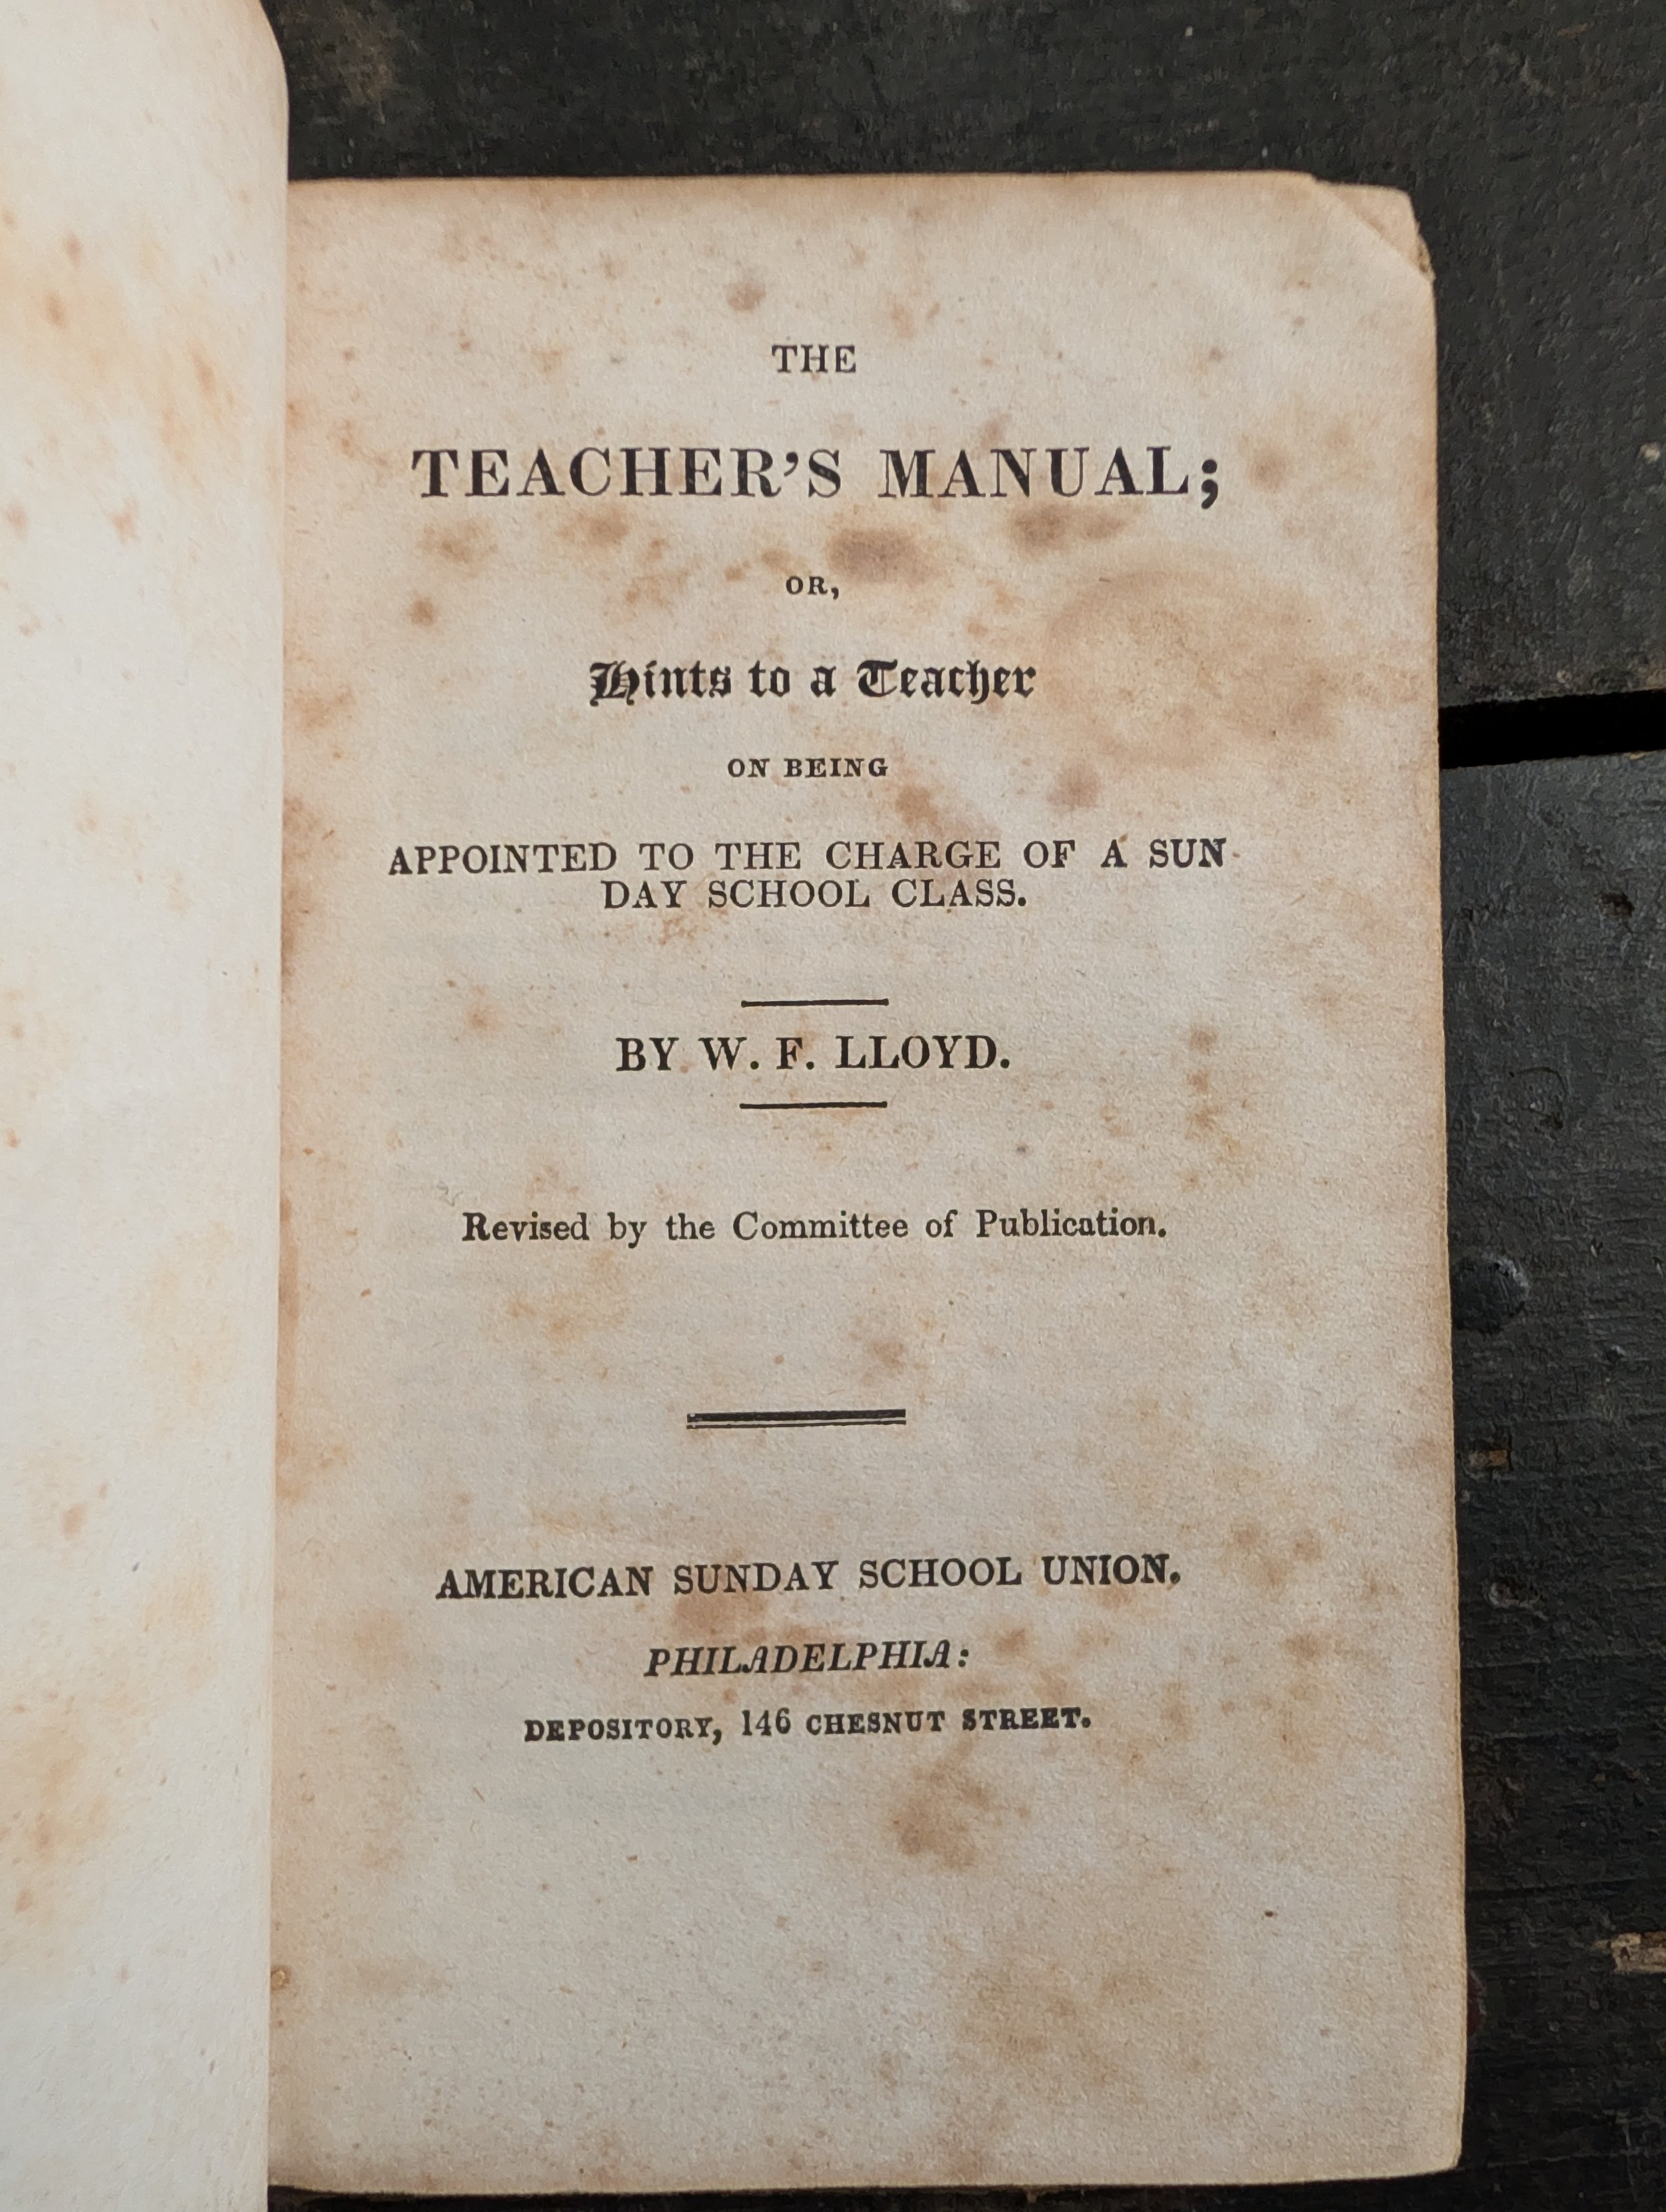 THE
TEACHER'S MANUAL;
OR,
Hints to a Teacher
ON BEING
APPOINTED TO THE CHARGE OF A SUN-
DAY SCHOOL CLASS.
BY W. F. LLOYD.
Revised by the Committee of Publication.
AMERICAN SUNDAY SCHOOL UNION.
PHILADELPHIA:
DEPOSITORY, 146 CHESNUT STREET.